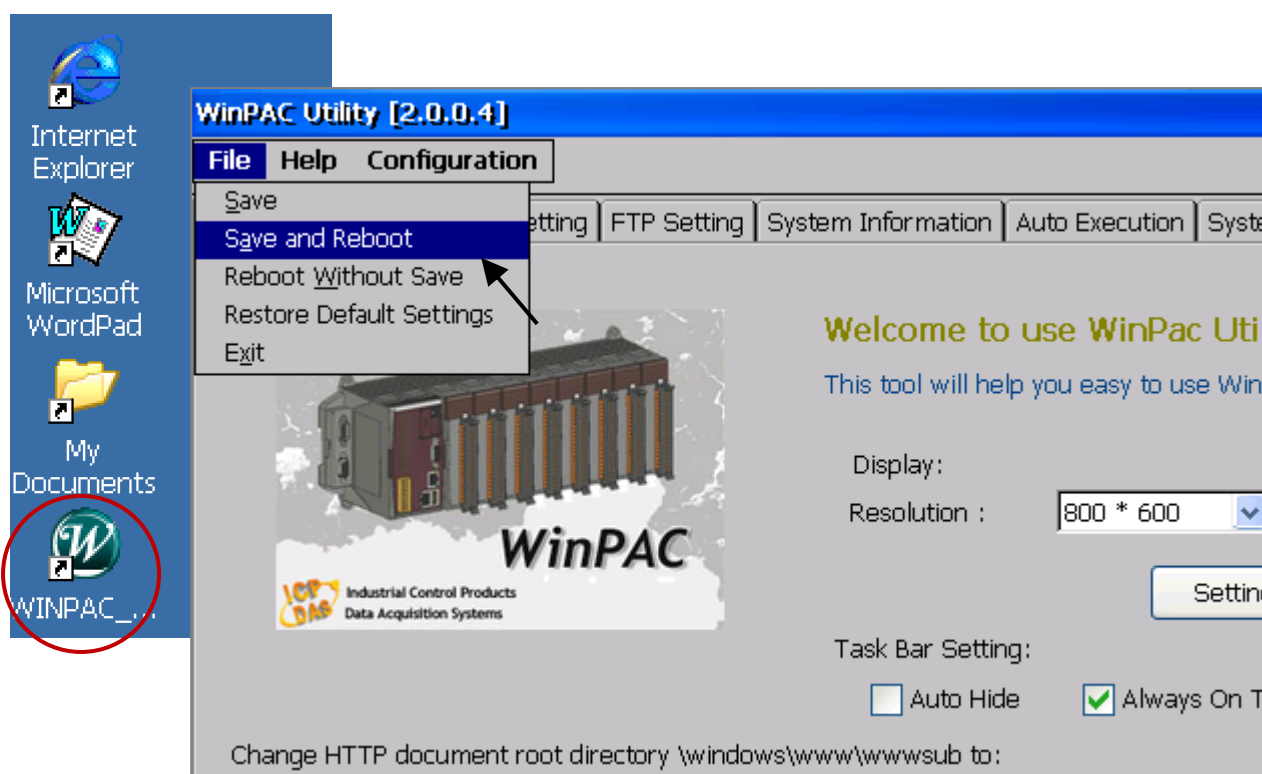 Internet
Explorer
Microsoft
WordPad
My
Documents
WINPAC_...
WinPAC Utility [2.0.0.4]
File Help Configuration
Save
Save and Reboot
Reboot Without Save
Restore Default Settings
Exit
etting FTP Setting System Information Auto Execution Syste
Welcome to use WinPac Uti
This tool will help you easy to use Win
Display:
Resolution : 800 * 600
Setting
Task Bar Setting:
Auto Hide Always On T
WinPAC
ICP DAS
Industrial Control Products
Data Acquisition Systems
Change HTTP document root directory \windows\www\wwwsub to: